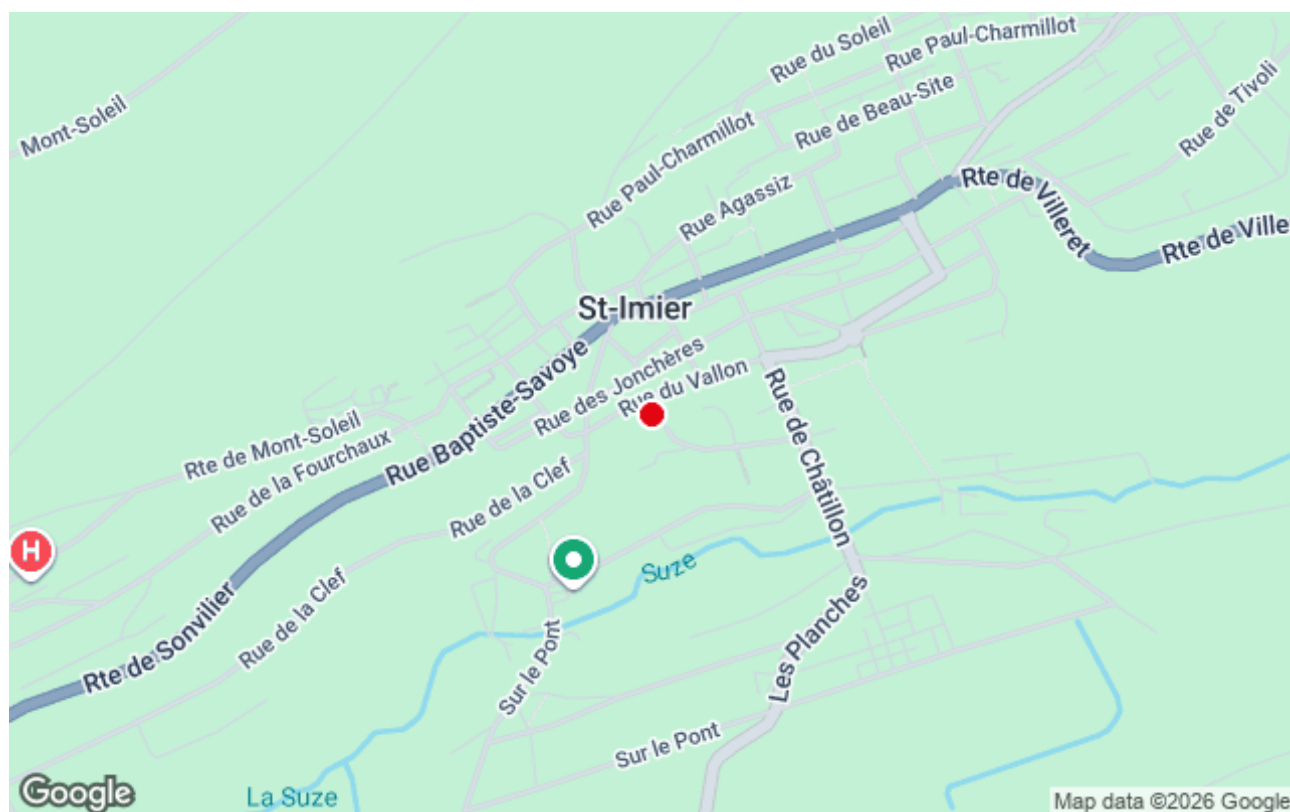 Rue du Soleil
Rue Paul-Charmillot
Mont-Soleil
Rue de Tivoli
Rue de Beau-Site
Rue Paul-Charmillot
Rue Agassiz
Rte de Villeret
Rte de Ville
St-Imier
Rue des Jonchères
Rue du Vallon
Rue Baptiste-Savoye
Rte de Mont-Soleil
Rue de la Fourchaux
Rue de Châtillon
Rue de la Clef
H
Suze
Rue de la Clef
Rte de Sonvilier
Sur le Pont
Les Planches
Sur le Pont
Google
La Suze
Map data ©2026 Google